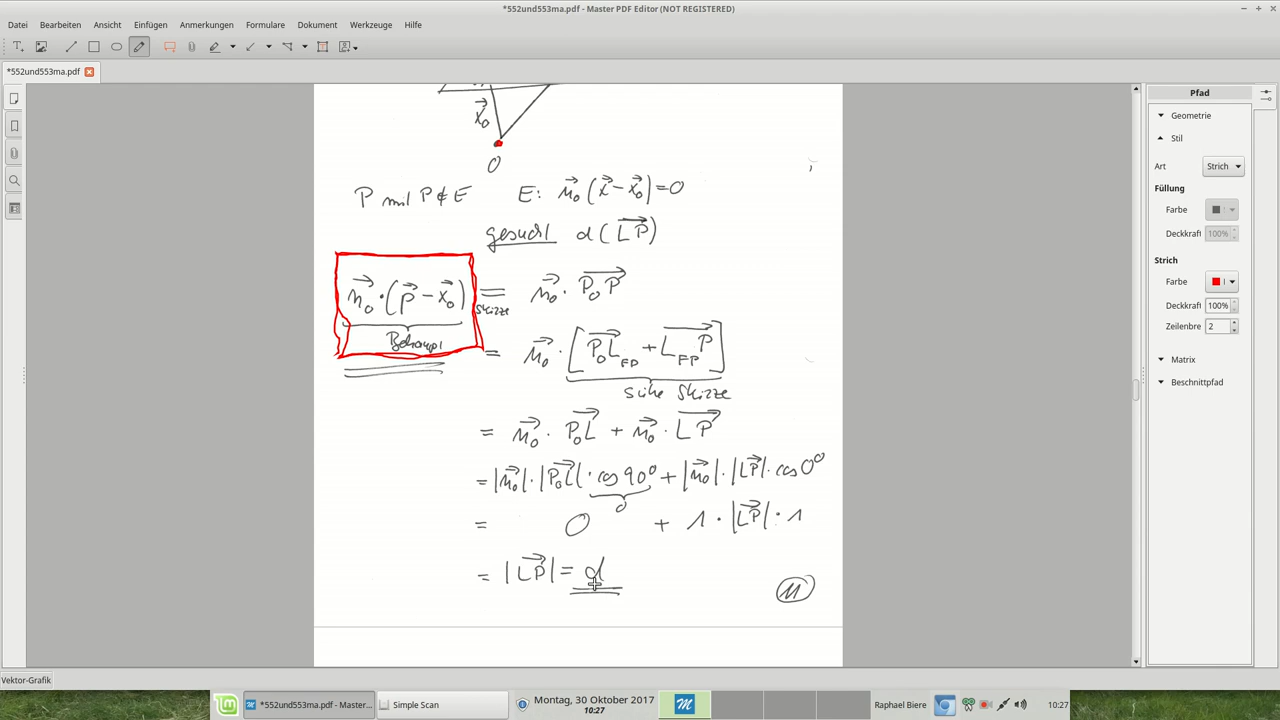 *552und553ma.pdf - Master PDF Editor (NOT REGISTERED)
Datei Bearbeiten Ansicht Einfügen Anmerkungen Formulare Dokument Werkzeuge Hilfe
*552und553ma.pdf
Pfad
Geometrie
Stil
Art Strich
Füllung
Farbe
Deckkraft 100%
Strich
Farbe
Deckkraft 100%
Zeilenbre 2
Matrix
Beschnittpfad
x⃗₀
O
P mit P ∉ E E: n⃗₀ (x⃗ - x⃗₀) = 0
gesucht d(LP⃗)
n⃗₀ · (p⃗ - x⃗₀) = n⃗₀ · P₀P⃗
Skizze
Behaupt
= n⃗₀ · [P₀L⃗_FP + L_FP P⃗]
siehe Skizze
= n⃗₀ · P₀L⃗ + n⃗₀ · LP⃗
= |n⃗₀| · |P₀L⃗| · cos 90° + |n⃗₀| · |LP⃗| · cos 0°
0
= 0 + 1 · |LP⃗| · 1
= |LP⃗| = d
11
Vektor-Grafik
*552und553ma.pdf - Master...
Simple Scan
Montag, 30 Oktober 2017
10:27
Raphael Biere
10:27